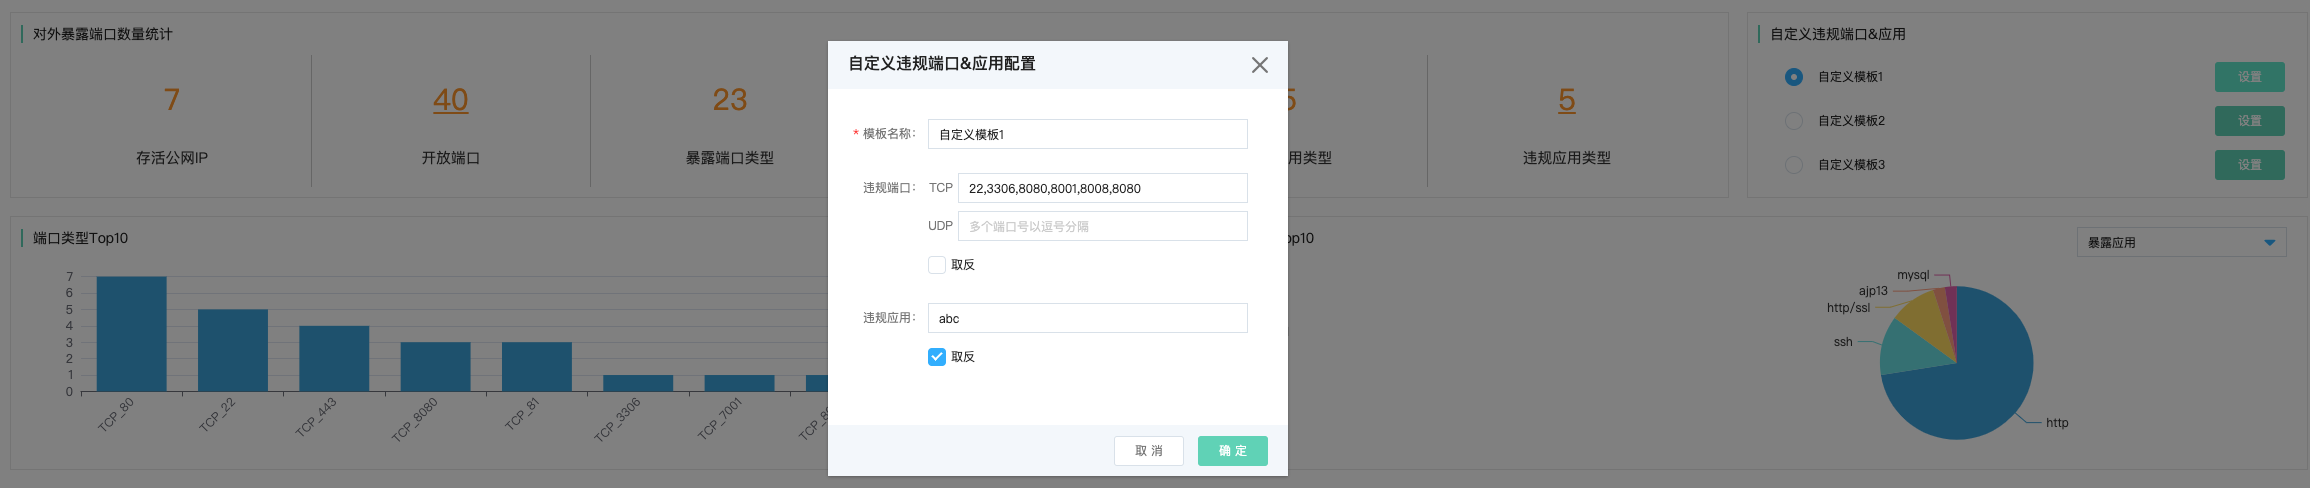 对外暴露端口数量统计
7
存活公网IP
40
开放端口
23
暴露端口类型
5
用类型
5
违规应用类型
自定义违规端口&应用
自定义模板1
设置
自定义模板2
设置
自定义模板3
设置
自定义违规端口&应用配置
* 模板名称：
自定义模板1
违规端口：
TCP
22,3306,8080,8001,8008,8080
UDP
多个端口号以逗号分隔
取反
违规应用：
abc
取反
取 消
确 定
端口类型Top10
7
6
5
4
3
2
1
0
TCP_80
TCP_22
TCP_443
TCP_8080
TCP_81
TCP_3306
TCP_7001
op10
暴露应用
mysql
ajp13
http/ssl
ssh
http